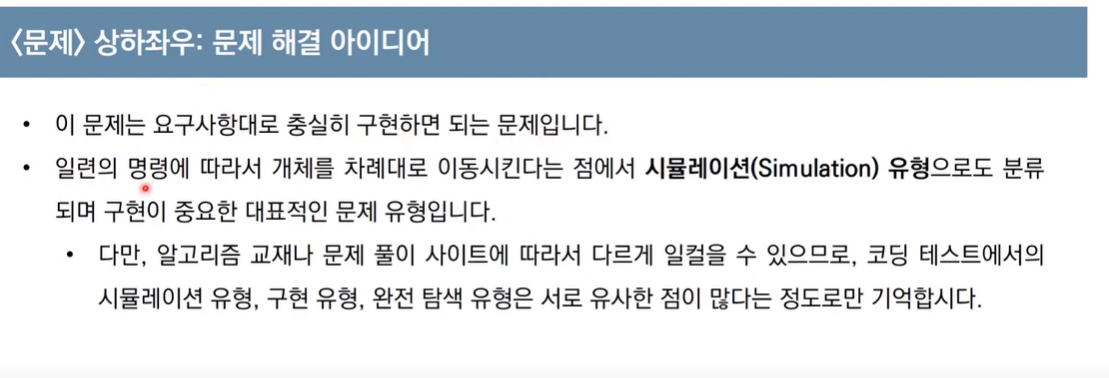 <문제> 상하좌우: 문제 해결 아이디어
• 이 문제는 요구사항대로 충실히 구현하면 되는 문제입니다.
• 일련의 명령에 따라서 개체를 차례대로 이동시킨다는 점에서 시뮬레이션(Simulation) 유형으로도 분류
되며 구현이 중요한 대표적인 문제 유형입니다.
• 다만, 알고리즘 교재나 문제 풀이 사이트에 따라서 다르게 일컬을 수 있으므로, 코딩 테스트에서의
시뮬레이션 유형, 구현 유형, 완전 탐색 유형은 서로 유사한 점이 많다는 정도로만 기억합시다.